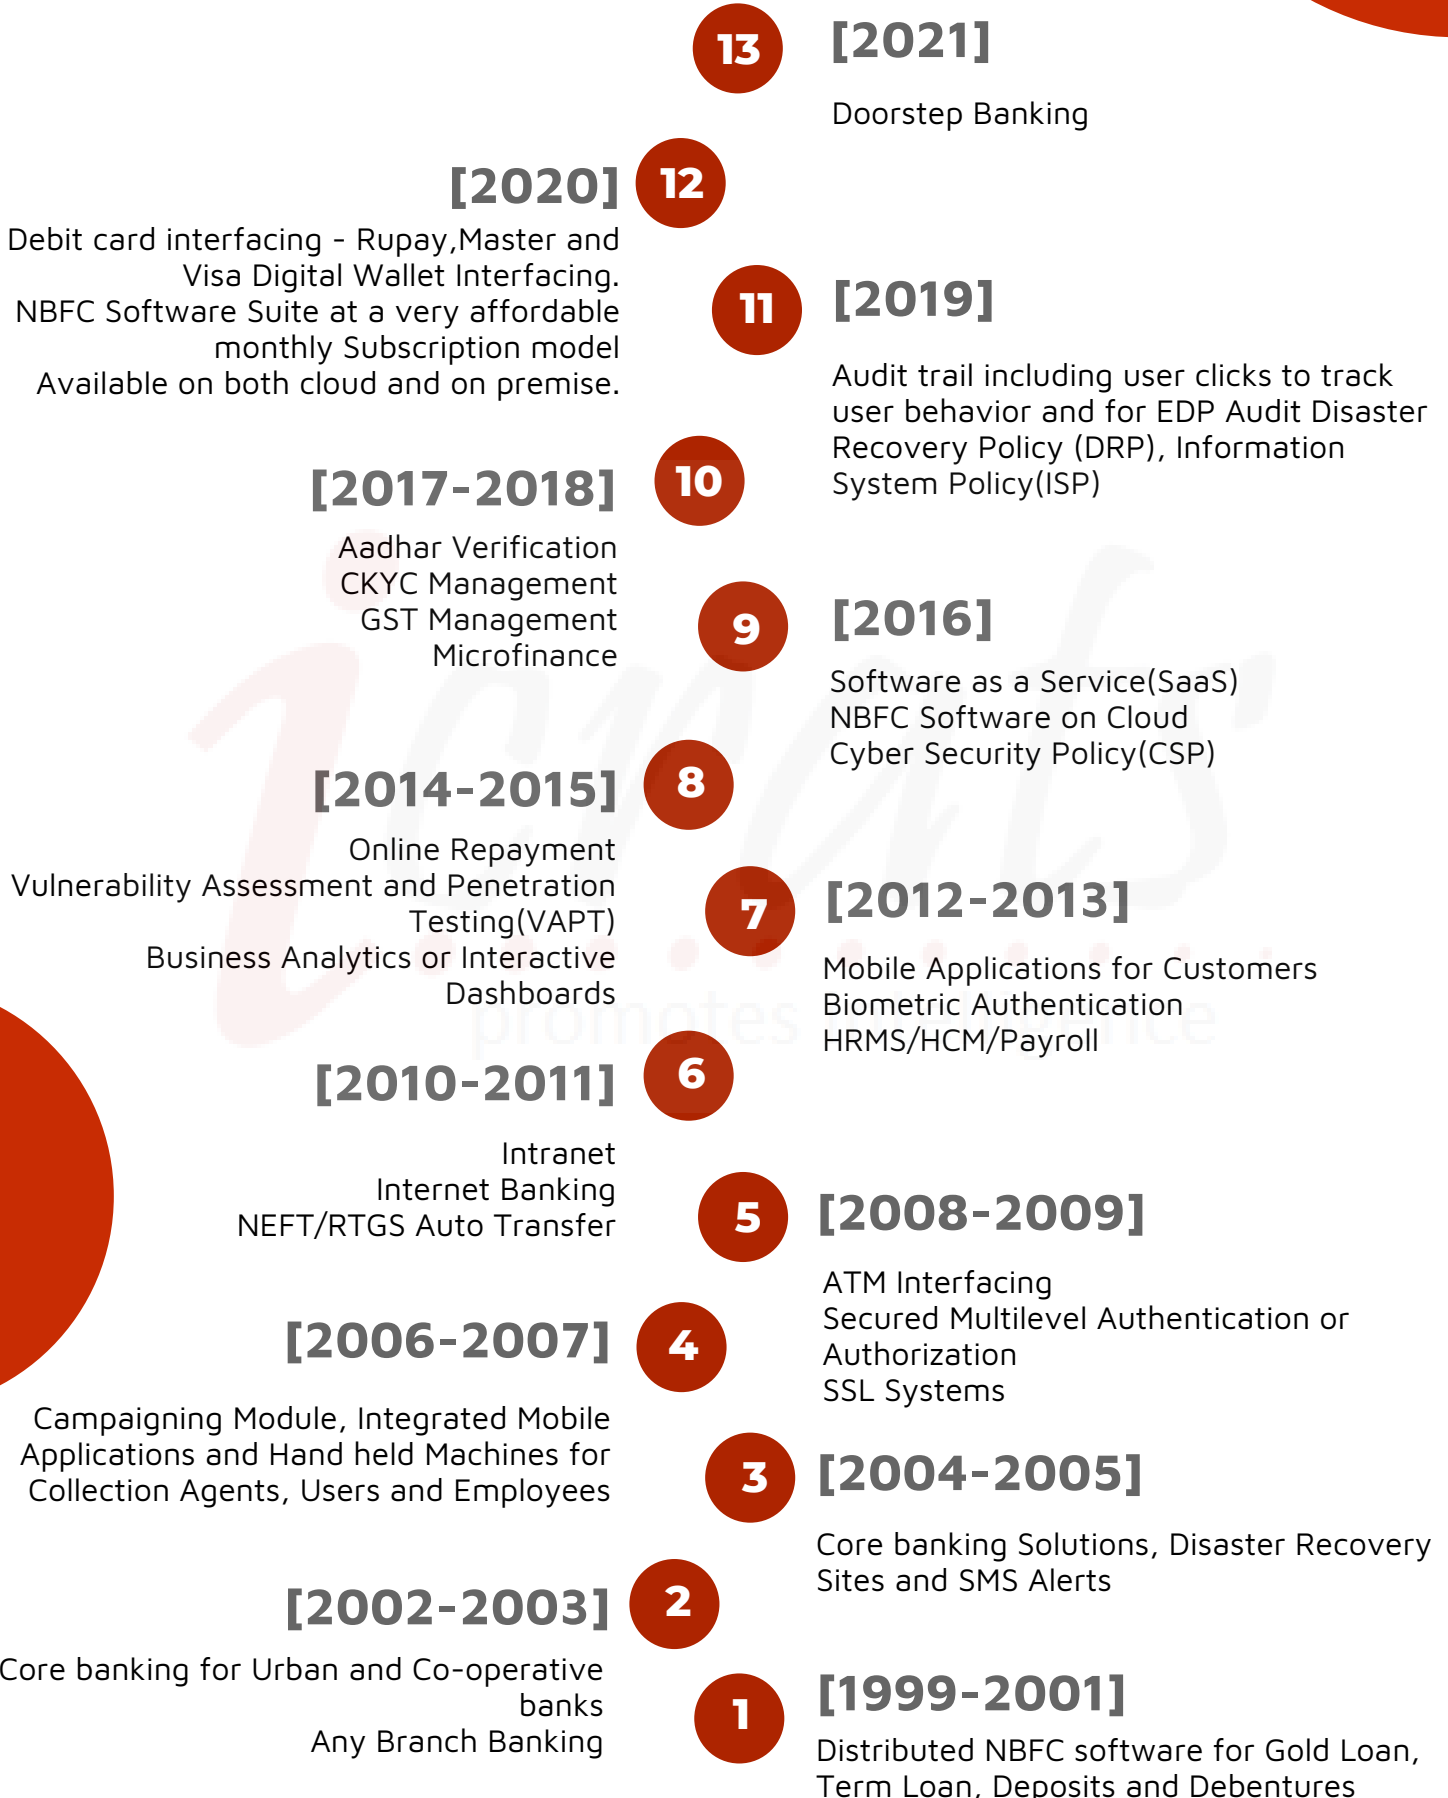 13
[2021]
Doorstep Banking
12
[2020]
Debit card interfacing - Rupay,Master and
Visa Digital Wallet Interfacing.
NBFC Software Suite at a very affordable
monthly Subscription model
Available on both cloud and on premise.
11
[2019]
Audit trail including user clicks to track
user behavior and for EDP Audit Disaster
Recovery Policy (DRP), Information
System Policy(ISP)
10
[2017-2018]
Aadhar Verification
CKYC Management
GST Management
Microfinance
9
[2016]
Software as a Service(SaaS)
NBFC Software on Cloud
Cyber Security Policy(CSP)
8
[2014-2015]
Online Repayment
Vulnerability Assessment and Penetration
Testing(VAPT)
Business Analytics or Interactive
Dashboards
7
[2012-2013]
Mobile Applications for Customers
Biometric Authentication
HRMS/HCM/Payroll
6
[2010-2011]
Intranet
Internet Banking
NEFT/RTGS Auto Transfer
5
[2008-2009]
ATM Interfacing
Secured Multilevel Authentication or
Authorization
SSL Systems
4
[2006-2007]
Campaigning Module, Integrated Mobile
Applications and Hand held Machines for
Collection Agents, Users and Employees
3
[2004-2005]
Core banking Solutions, Disaster Recovery
Sites and SMS Alerts
2
[2002-2003]
Core banking for Urban and Co-operative
banks
Any Branch Banking
1
[1999-2001]
Distributed NBFC software for Gold Loan,
Term Loan, Deposits and Debentures
promotes intelligence